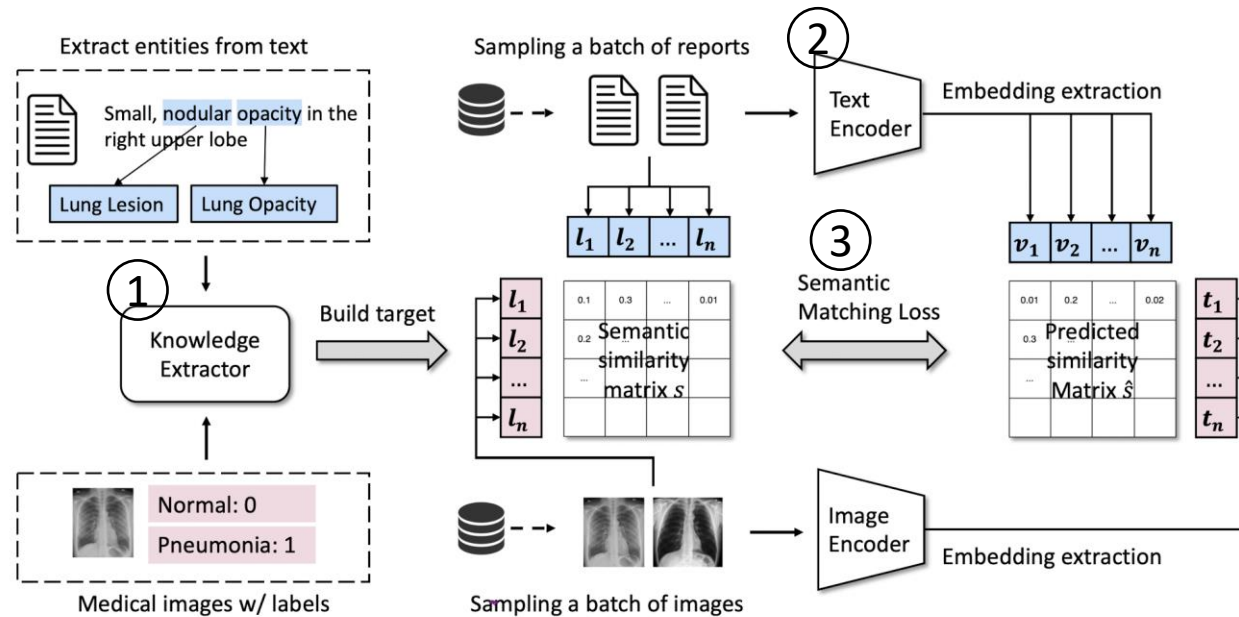 Extract entities from text
Small, nodular opacity in the
right upper lobe
Lung Lesion
Lung Opacity
1
Knowledge
Extractor
Normal: 0
Pneumonia: 1
Medical images w/ labels
Build target
Sampling a batch of reports
l₁ l₂ ... lₙ
l₁
l₂
...
lₙ
0.1 0.3 ... 0.01
0.2 ...
...
Semantic
similarity
matrix s
Sampling a batch of images
2
Text
Encoder
Embedding extraction
3
Semantic
Matching Loss
v₁ v₂ ... vₙ
0.01 0.2 ... 0.02
0.3 ...
...
Predicted
similarity
Matrix ŝ
t₁
t₂
...
tₙ
Image
Encoder
Embedding extraction